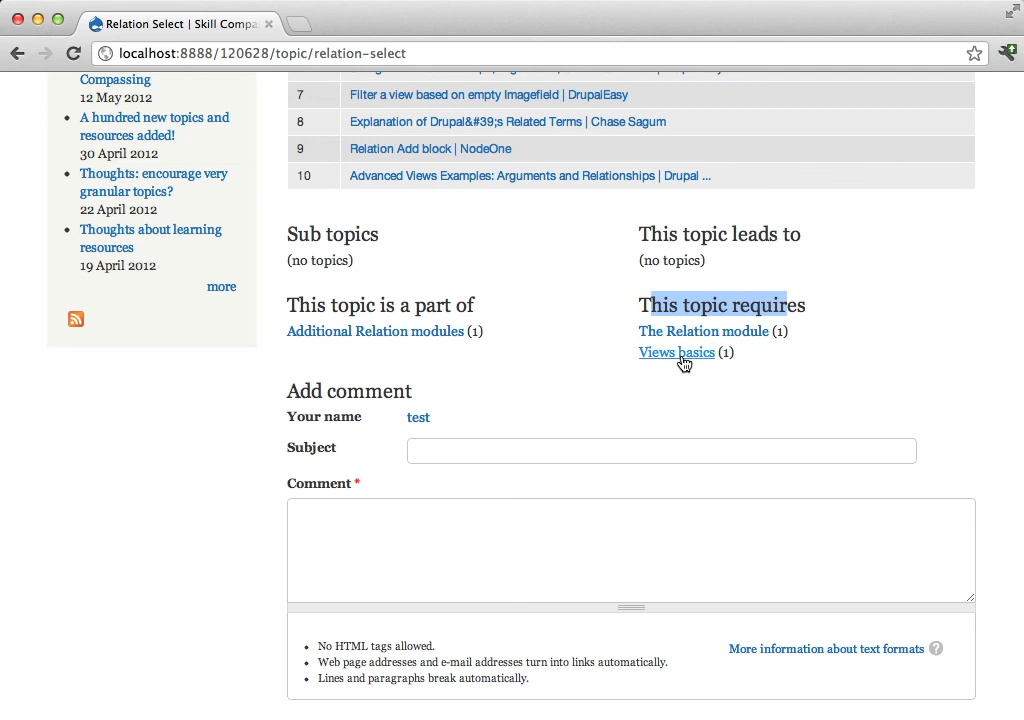 Relation Select | Skill Compa
localhost:8888/120628/topic/relation-select
Compassing
12 May 2012
A hundred new topics and
resources added!
30 April 2012
Thoughts: encourage very
granular topics?
22 April 2012
Thoughts about learning
resources
19 April 2012
more
7 Filter a view based on empty Imagefield | DrupalEasy
8 Explanation of Drupal&#39;s Related Terms | Chase Sagum
9 Relation Add block | NodeOne
10 Advanced Views Examples: Arguments and Relationships | Drupal ...
Sub topics
(no topics)
This topic leads to
(no topics)
This topic is a part of
Additional Relation modules (1)
This topic requires
The Relation module (1)
Views basics (1)
Add comment
Your name test
Subject
Comment *
No HTML tags allowed.
Web page addresses and e-mail addresses turn into links automatically.
Lines and paragraphs break automatically.
More information about text formats ?